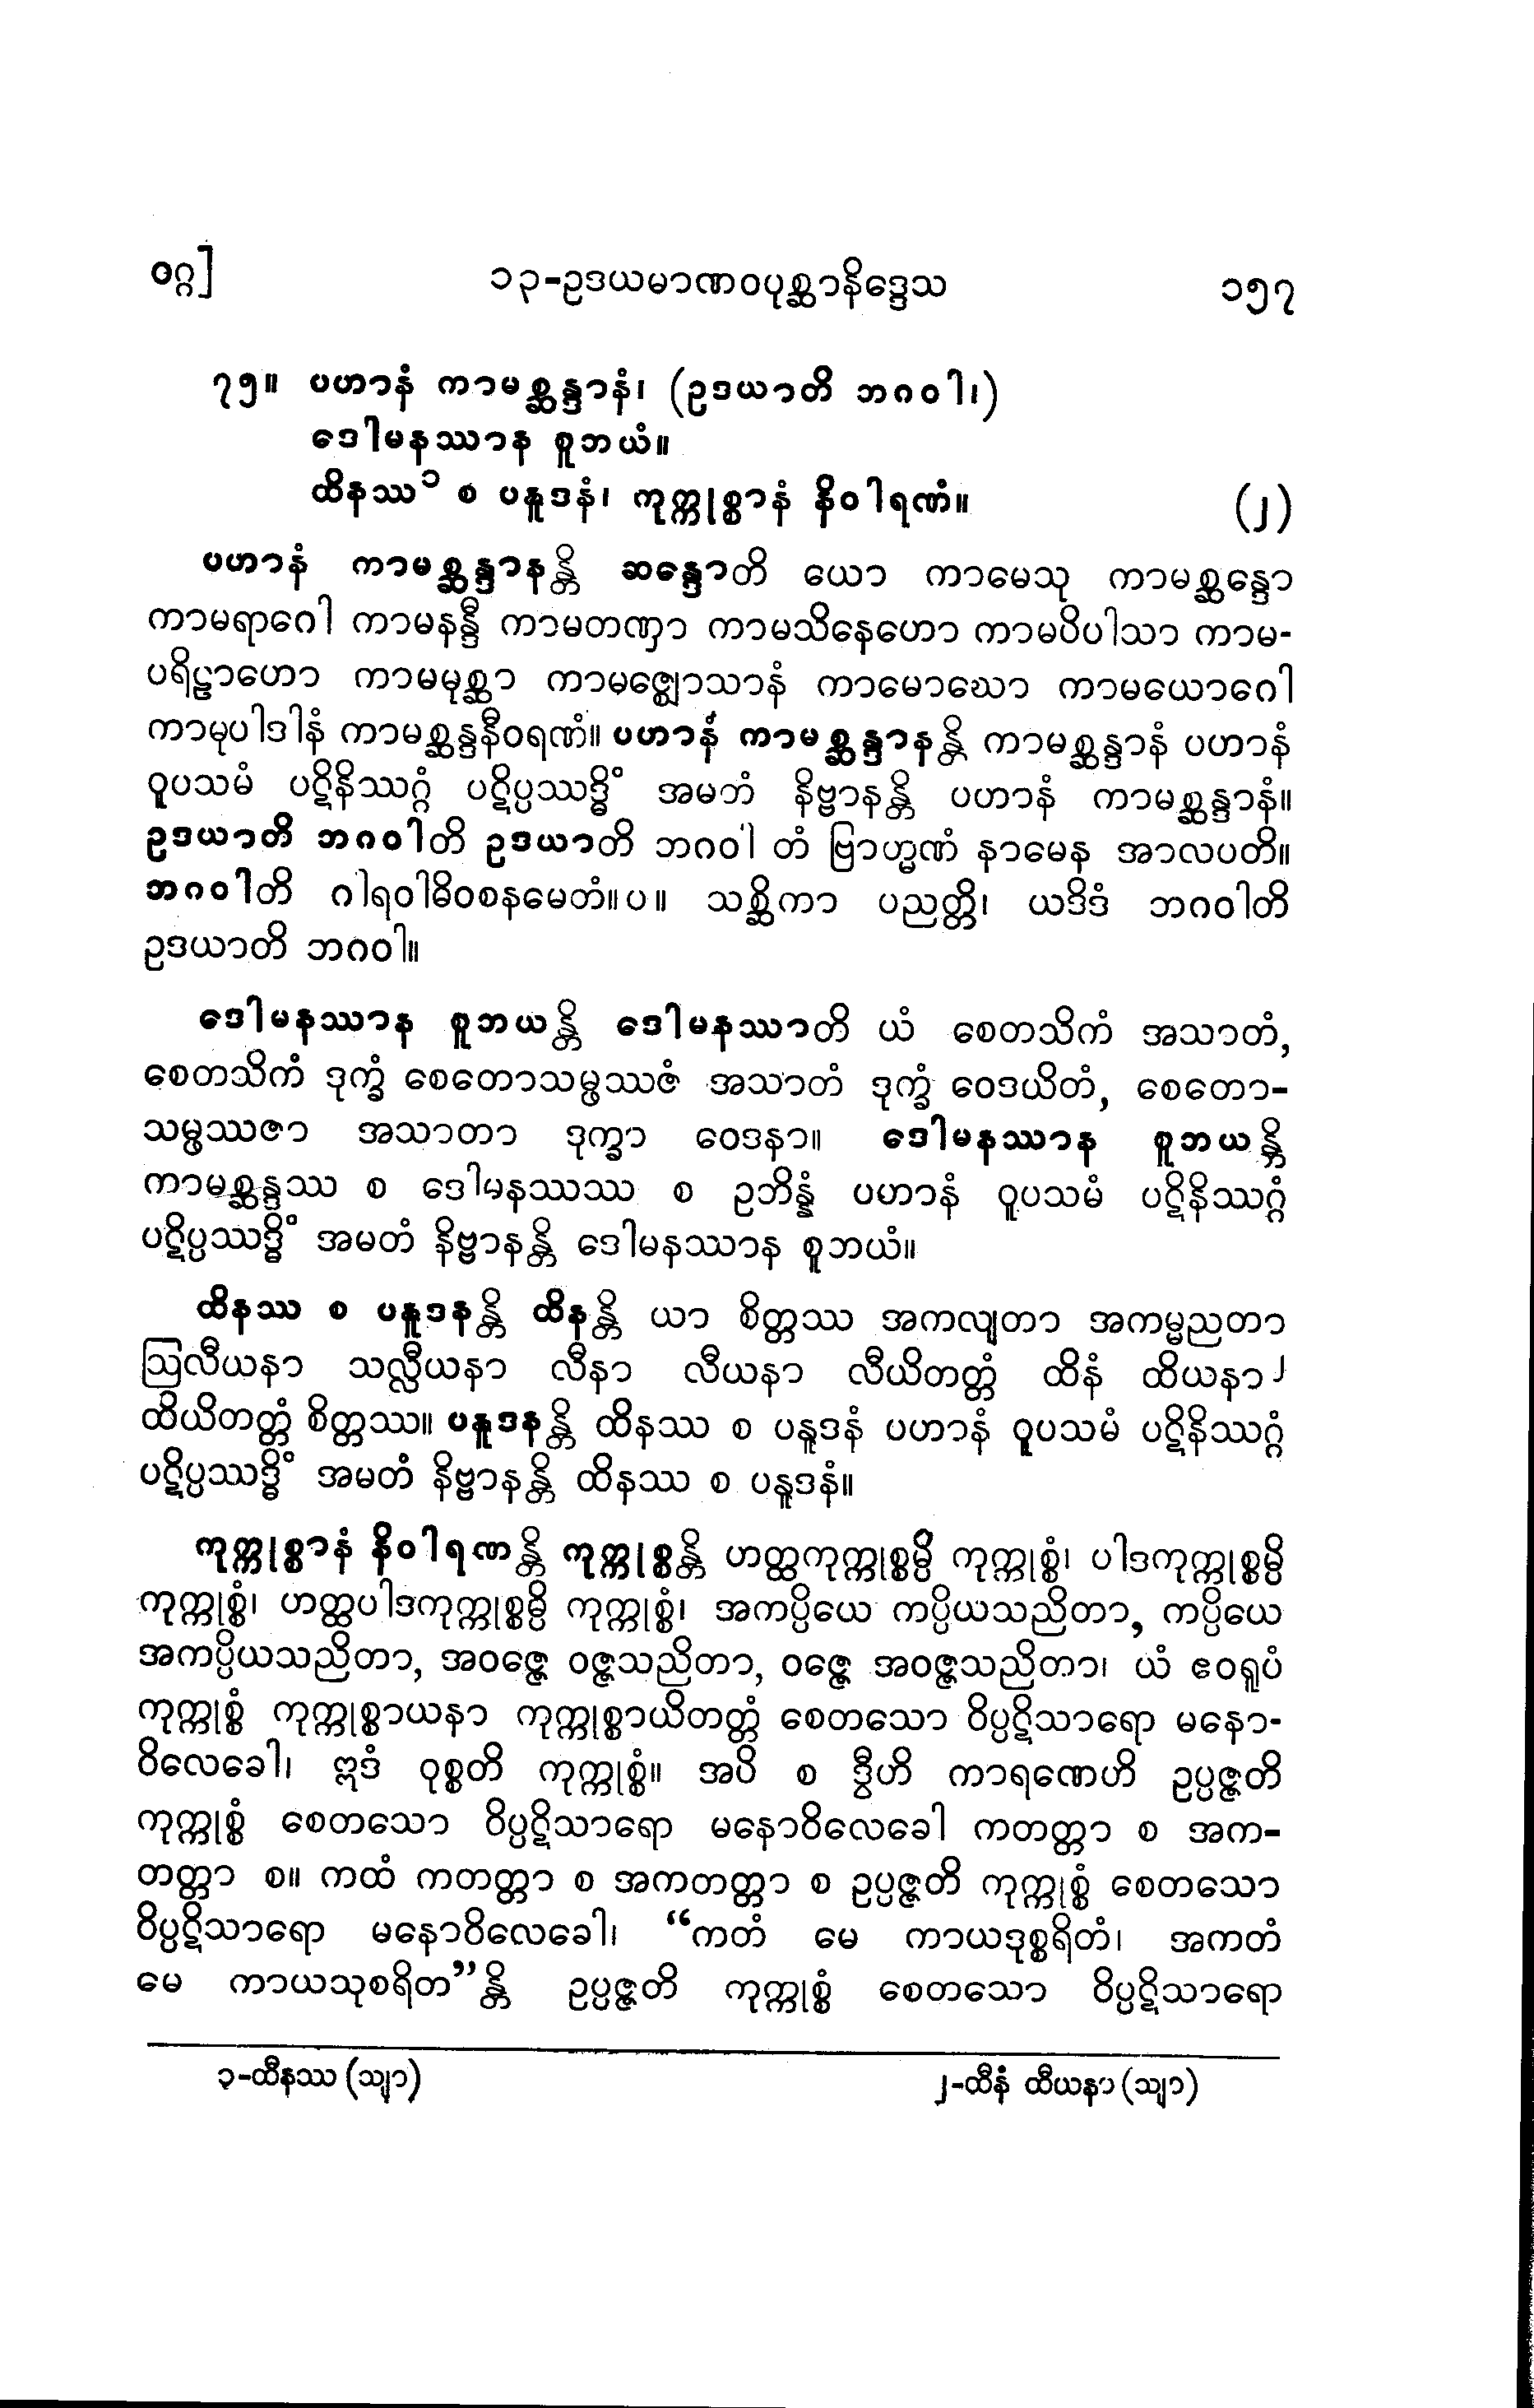 ဝဂ္ဂ] ၁၃-ဥဒယမာဏဝပုစ္ဆာနိဒ္ဒေသ ၁၅၇
၇၅။ ပဟာနံ ကာမစ္ဆန္ဒာနံ၊ (ဥဒယာတိ ဘဂဝါ၊)
ဒေါမနဿာန စူဘယံ။
ထိနဿ^၁ စ ပနူဒနံ၊ ကုက္ကုစ္စာနံ နိဝါရဏံ။ (၂)
ပဟာနံ ကာမစ္ဆန္ဒာနန္တိ ဆန္ဒောတိ ယော ကာမေသု ကာမစ္ဆန္ဒော
ကာမရာဂေါ ကာမနန္ဒီ ကာမတဏှာ ကာမသိနေဟော ကာမပိပါသာ ကာမ-
ပရိဠာဟော ကာမမုစ္ဆာ ကာမဇ္ဈောသာနံ ကာမောဃော ကာမယောဂေါ
ကာမုပါဒါနံ ကာမစ္ဆန္ဒနီဝရဏံ။ ပဟာနံ ကာမစ္ဆန္ဒာနန္တိ ကာမစ္ဆန္ဒာနံ ပဟာနံ
ဝူပသမံ ပဋိနိဿဂ္ဂံ ပဋိပ္ပဿဒ္ဓိံ အမတံ နိဗ္ဗာနန္တိ ပဟာနံ ကာမစ္ဆန္ဒာနံ။
ဥဒယာတိ ဘဂဝါတိ ဥဒယာတိ ဘဂဝါ တံ ဗြာဟ္မဏံ နာမေန အာလပတိ။
ဘဂဝါတိ ဂါရဝါဓိဝစနမေတံ။ပ။ သစ္ဆိကာ ပညတ္တိ၊ ယဒိဒံ ဘဂဝါတိ
ဥဒယာတိ ဘဂဝါ။
ဒေါမနဿာန စူဘယန္တိ ဒေါမနဿာတိ ယံ စေတသိကံ အသာတံ,
စေတသိကံ ဒုက္ခံ စေတောသမ္ဖဿဇံ အသာတံ ဒုက္ခံ ဝေဒယိတံ, စေတော-
သမ္ဖဿဇာ အသာတာ ဒုက္ခာ ဝေဒနာ။ ဒေါမနဿာန စူဘယန္တိ
ကာမစ္ဆန္ဒဿ စ ဒေါမနဿဿ စ ဥဘိန္နံ ပဟာနံ ဝူပသမံ ပဋိနိဿဂ္ဂံ
ပဋိပ္ပဿဒ္ဓိံ အမတံ နိဗ္ဗာနန္တိ ဒေါမနဿာန စူဘယံ။
ထိနဿ စ ပနူဒနန္တိ ထိနန္တိ ယာ စိတ္တဿ အကလျတာ အကမ္မညတာ
ဩလီယနာ သလ္လီယနာ လီနာ လီယနာ လီယိတတ္တံ ထိနံ ထိယနာ^၂
ထိယိတတ္တံ စိတ္တဿ။ ပနူဒနန္တိ ထိနဿ စ ပနူဒနံ ပဟာနံ ဝူပသမံ ပဋိနိဿဂ္ဂံ
ပဋိပ္ပဿဒ္ဓိံ အမတံ နိဗ္ဗာနန္တိ ထိနဿ စ ပနူဒနံ။
ကုက္ကုစ္စာနံ နိဝါရဏန္တိ ကုက္ကုစ္စန္တိ ဟတ္ထကုက္ကုစ္စမ္ပိ ကုက္ကုစ္စံ၊ ပါဒကုက္ကုစ္စမ္ပိ
ကုက္ကုစ္စံ၊ ဟတ္ထပါဒကုက္ကုစ္စမ္ပိ ကုက္ကုစ္စံ၊ အကပ္ပိယေ ကပ္ပိယသညိတာ, ကပ္ပိယေ
အကပ္ပိယသညိတာ, အဝဇ္ဇေ ဝဇ္ဇသညိတာ, ဝဇ္ဇေ အဝဇ္ဇသညိတာ၊ ယံ ဧဝရူပံ
ကုက္ကုစ္စံ ကုက္ကုစ္စာယနာ ကုက္ကုစ္စာယိတတ္တံ စေတသော ဝိပ္ပဋိသာရော မနော-
ဝိလေခေါ၊ ဣဒံ ဝုစ္စတိ ကုက္ကုစ္စံ။ အပိ စ ဒွီဟိ ကာရဏေဟိ ဥပ္ပဇ္ဇတိ
ကုက္ကုစ္စံ စေတသော ဝိပ္ပဋိသာရော မနောဝိလေခေါ ကတတ္တာ စ အက-
တတ္တာ စ။ ကထံ ကတတ္တာ စ အကတတ္တာ စ ဥပ္ပဇ္ဇတိ ကုက္ကုစ္စံ စေတသော
ဝိပ္ပဋိသာရော မနောဝိလေခေါ၊ “ကတံ မေ ကာယဒုစ္စရိတံ၊ အကတံ
မေ ကာယသုစရိတ”န္တိ ဥပ္ပဇ္ဇတိ ကုက္ကုစ္စံ စေတသော ဝိပ္ပဋိသာရော
၃-ထီနဿ (သျာ) ၂-ထီနံ ထီယနာ (သျာ)